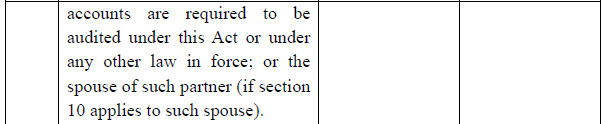 accounts are required to be
audited under this Act or under
any other law in force; or the
spouse of such partner (if section
10 applies to such spouse).